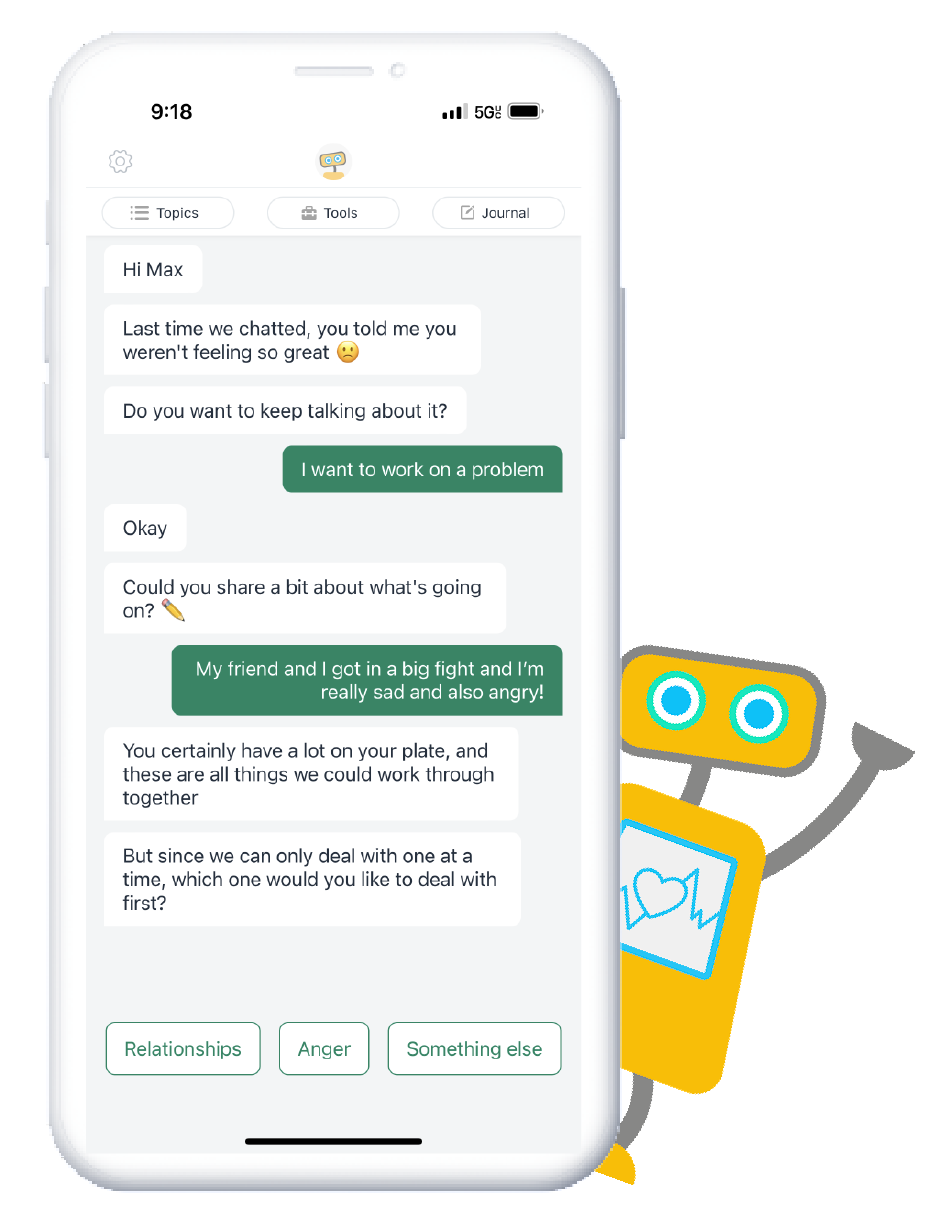 9:18
5GUC
Topics
Tools
Journal
Hi Max
Last time we chatted, you told me you
weren't feeling so great 🙁
Do you want to keep talking about it?
I want to work on a problem
Okay
Could you share a bit about what's going
on? ✏️
My friend and I got in a big fight and I’m
really sad and also angry!
You certainly have a lot on your plate, and
these are all things we could work through
together
But since we can only deal with one at a
time, which one would you like to deal with
first?
Relationships
Anger
Something else